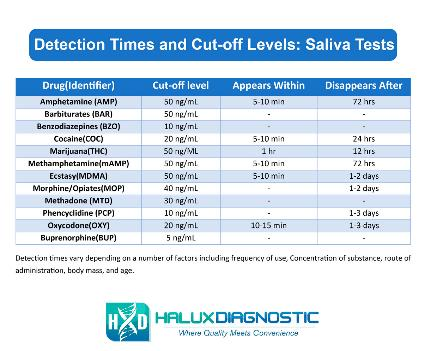 Detection Times and Cut-off Levels: Saliva Tests
Drug(Identifier) Cut-off level Appears Within Disappears After
Amphetamine (AMP) 50 ng/mL 5-10 min 72 hrs
Barbiturates (BAR) 50 ng/mL - -
Benzodiazepines (BZO) 10 ng/mL - -
Cocaine(COC) 20 ng/mL 5-10 min 24 hrs
Marijuana(THC) 50 ng/ML 1 hr 12 hrs
Methamphetamine(mAMP) 50 ng/mL 5-10 min 72 hrs
Ecstasy(MDMA) 50 ng/mL 5-10 min 1-2 days
Morphine/Opiates(MOP) 40 ng/mL - 1-2 days
Methadone (MTD) 30 ng/mL - -
Phencyclidine (PCP) 10 ng/mL - 1-3 days
Oxycodone(OXY) 20 ng/mL 10-15 min 1-3 days
Buprenorphine(BUP) 5 ng/mL - -
Detection times vary depending on a number of factors including frequency of use, Concentration of substance, route of
administration, body mass, and age.
HXD HALUXDIAGNOSTIC
Where Quality Meets Convenience